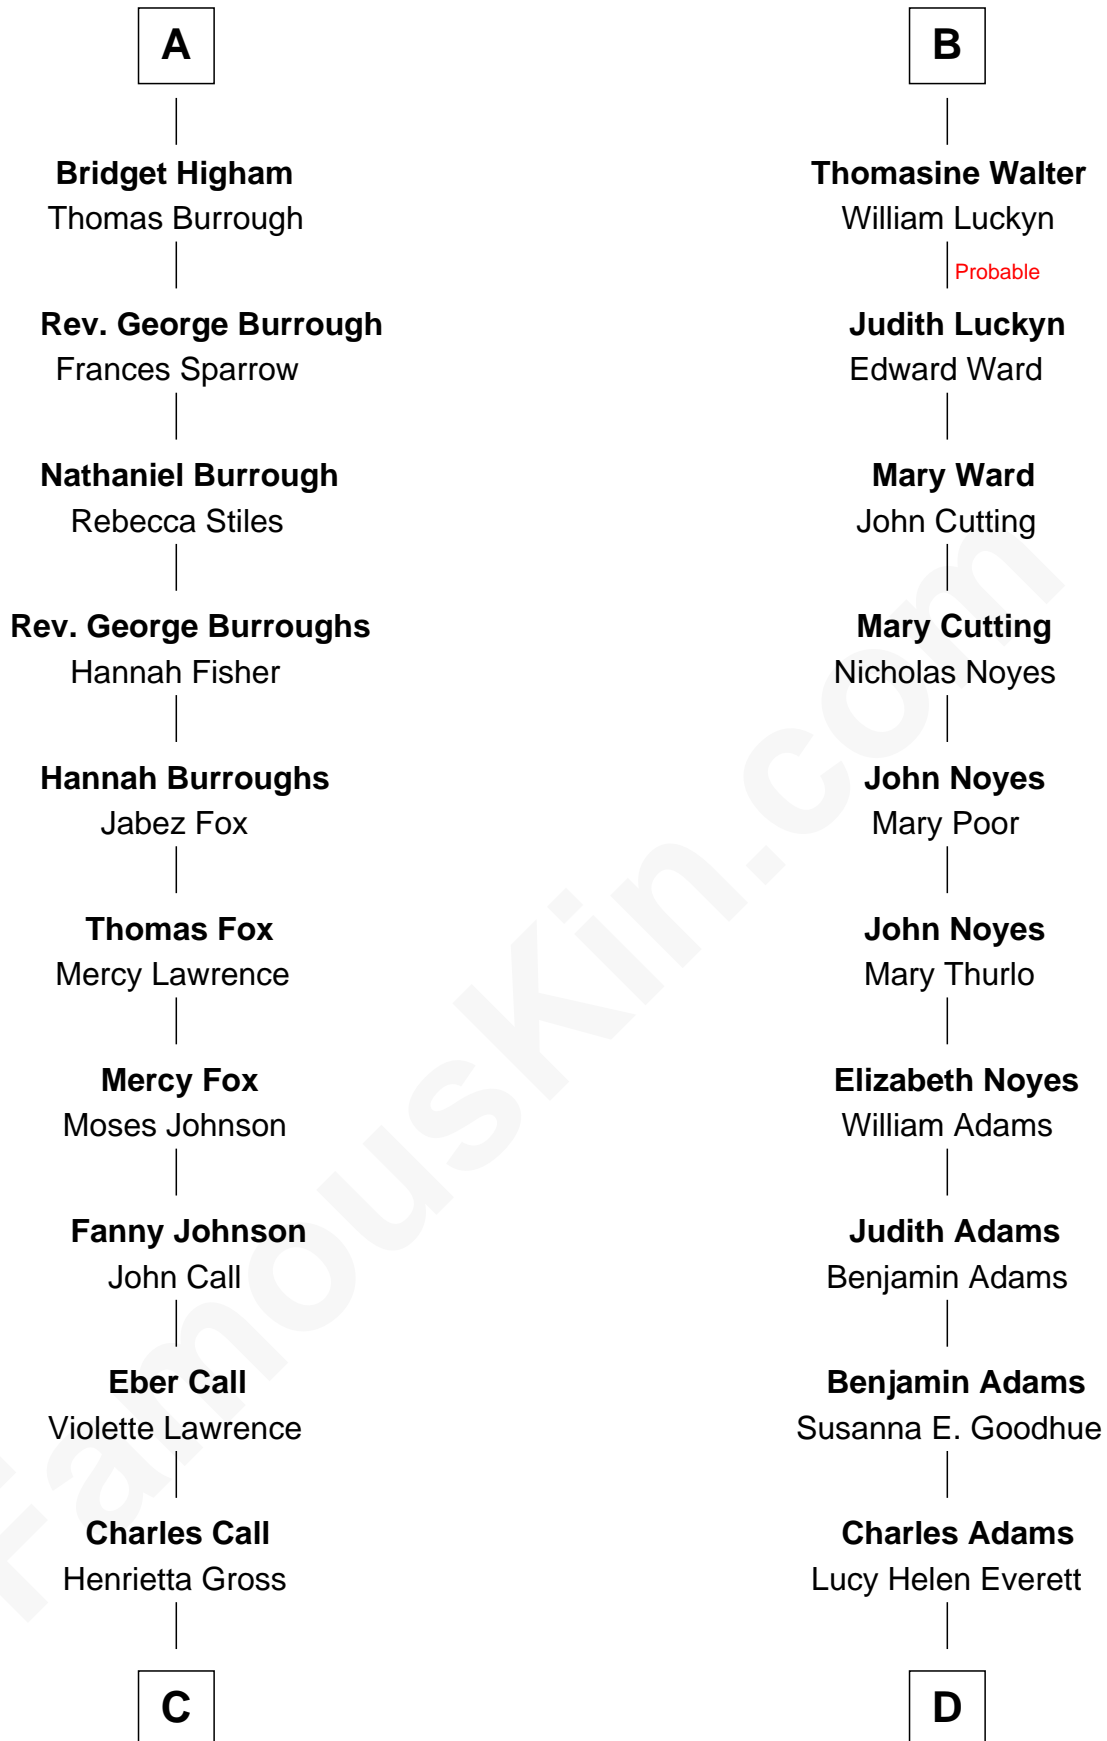 A
Bridget Higham
Thomas Burrough
Rev. George Burrough
Frances Sparrow
Nathaniel Burrough
Rebecca Stiles
Rev. George Burroughs
Hannah Fisher
Hannah Burroughs
Jabez Fox
Thomas Fox
Mercy Lawrence
Mercy Fox
Moses Johnson
Fanny Johnson
John Call
Eber Call
Violette Lawrence
Charles Call
Henrietta Gross
C
B
Thomasine Walter
William Luckyn
Probable
Judith Luckyn
Edward Ward
Mary Ward
John Cutting
Mary Cutting
Nicholas Noyes
John Noyes
Mary Poor
John Noyes
Mary Thurlo
Elizabeth Noyes
William Adams
Judith Adams
Benjamin Adams
Benjamin Adams
Susanna E. Goodhue
Charles Adams
Lucy Helen Everett
D
FamousKin.com